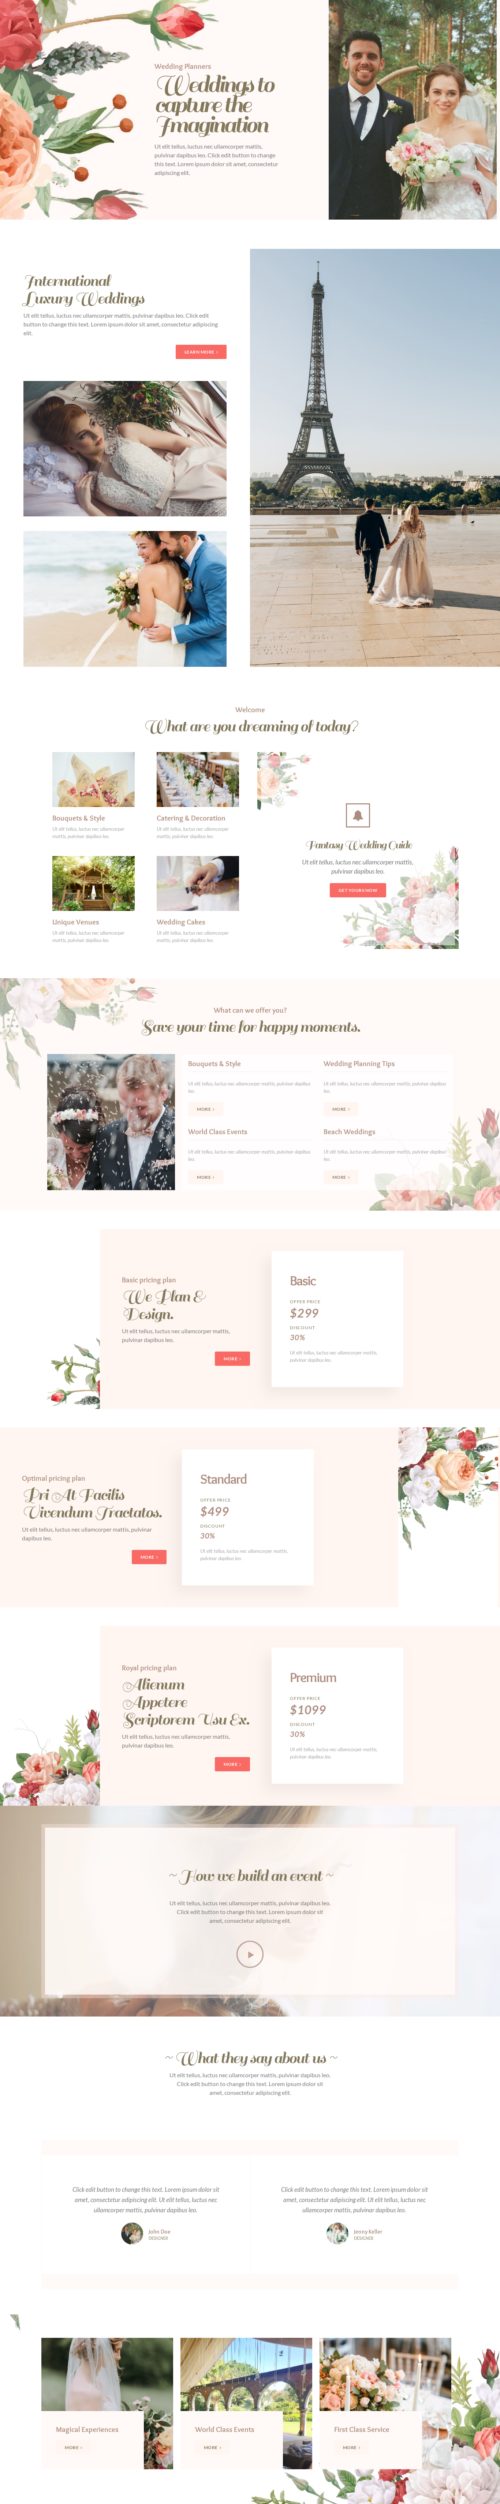 Wedding Planners
Weddings to
capture the
Imagination
Ut elit tellus, luctus nec ullamcorper mattis,
pulvinar dapibus leo. Click edit button to change
this text. Lorem ipsum dolor sit amet, consectetur
adipiscing elit.
International
Luxury Weddings
Ut elit tellus, luctus nec ullamcorper mattis, pulvinar dapibus leo. Click edit
button to change this text. Lorem ipsum dolor sit amet, consectetur adipiscing
elit.
LEARN MORE >
Welcome
What are you dreaming of today?
Bouquets & Style
Ut elit tellus, luctus nec ullamcorper
mattis, pulvinar dapibus leo.
Catering & Decoration
Ut elit tellus, luctus nec ullamcorper
mattis, pulvinar dapibus leo.
Unique Venues
Ut elit tellus, luctus nec ullamcorper
mattis, pulvinar dapibus leo.
Wedding Cakes
Ut elit tellus, luctus nec ullamcorper
mattis, pulvinar dapibus leo.
Fantasy Wedding Guide
Ut elit tellus, luctus nec ullamcorper mattis,
pulvinar dapibus leo.
GET YOURS NOW
What can we offer you?
Save your time for happy moments.
Bouquets & Style
Ut elit tellus, luctus nec ullamcorper mattis, pulvinar dapibus
leo.
MORE >
Wedding Planning Tips
Ut elit tellus, luctus nec ullamcorper mattis, pulvinar dapibus
leo.
MORE >
World Class Events
Ut elit tellus, luctus nec ullamcorper mattis, pulvinar dapibus
leo.
MORE >
Beach Weddings
Ut elit tellus, luctus nec ullamcorper mattis, pulvinar dapibus
leo.
MORE >
Basic pricing plan
We Plan &
Design.
Ut elit tellus, luctus nec ullamcorper mattis,
pulvinar dapibus leo.
MORE >
Basic
OFFER PRICE
$299
DISCOUNT
30%
Ut elit tellus, luctus nec ullamcorper mattis,
pulvinar dapibus leo.
Optimal pricing plan
Pri At Facilis
Vivendum Tractatos.
Ut elit tellus, luctus nec ullamcorper mattis, pulvinar
dapibus leo.
MORE >
Standard
OFFER PRICE
$499
DISCOUNT
30%
Ut elit tellus, luctus nec ullamcorper mattis,
pulvinar dapibus leo.
Royal pricing plan
Alienum
Appetere
Scriptorem Usu Ex.
Ut elit tellus, luctus nec ullamcorper mattis,
pulvinar dapibus leo.
MORE >
Premium
OFFER PRICE
$1099
DISCOUNT
30%
Ut elit tellus, luctus nec ullamcorper mattis,
pulvinar dapibus leo.
~ How we build an event ~
Ut elit tellus, luctus nec ullamcorper mattis, pulvinar dapibus leo.
Click edit button to change this text. Lorem ipsum dolor sit
amet, consectetur adipiscing elit.
~ What they say about us ~
Ut elit tellus, luctus nec ullamcorper mattis, pulvinar dapibus leo.
Click edit button to change this text. Lorem ipsum dolor sit
amet, consectetur adipiscing elit.
Click edit button to change this text. Lorem ipsum dolor sit
amet, consectetur adipiscing elit. Ut elit tellus, luctus nec
ullamcorper mattis, pulvinar dapibus leo.
John Doe
DESIGNER
Click edit button to change this text. Lorem ipsum dolor sit
amet, consectetur adipiscing elit. Ut elit tellus, luctus nec
ullamcorper mattis, pulvinar dapibus leo.
Jenny Keller
DESIGNER
Magical Experiences
MORE >
World Class Events
MORE >
First Class Service
MORE >